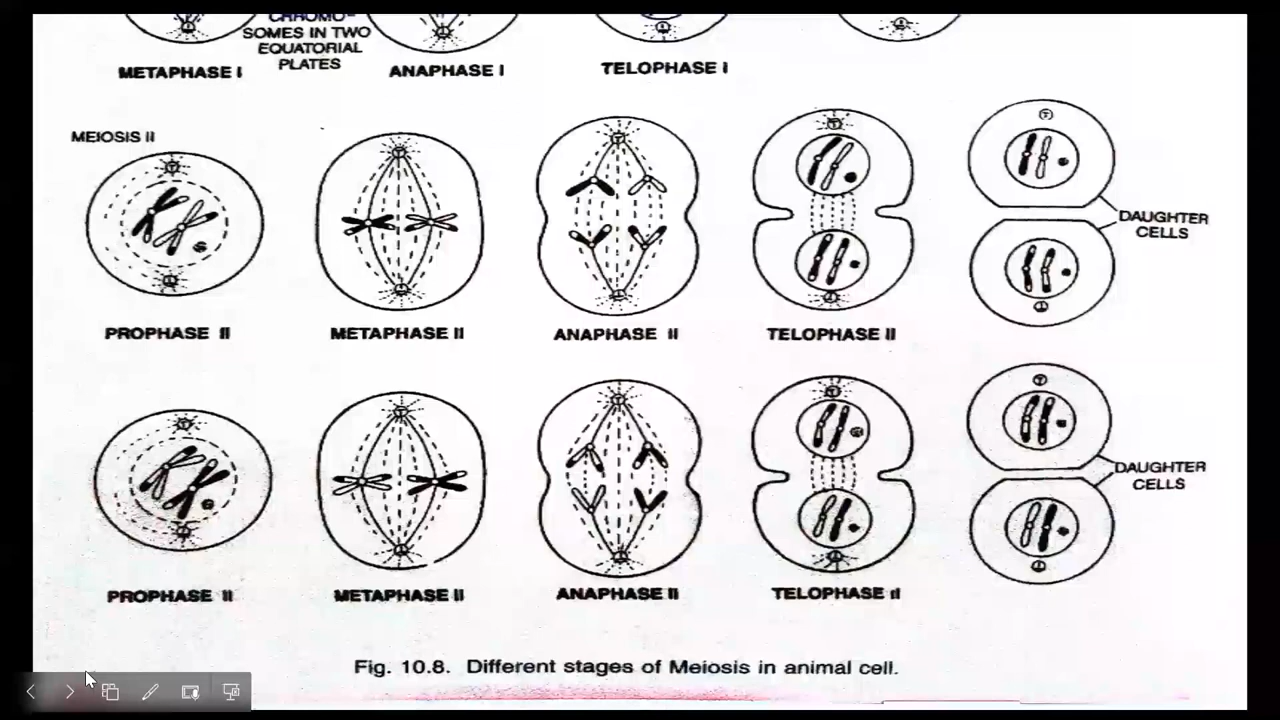 CHROMO-
SOMES IN TWO
EQUATORIAL
PLATES
METAPHASE I
ANAPHASE I
TELOPHASE I
MEIOSIS II
DAUGHTER
CELLS
PROPHASE II
METAPHASE II
ANAPHASE II
TELOPHASE II
DAUGHTER
CELLS
PROPHASE II
METAPHASE II
ANAPHASE II
TELOPHASE II
Fig. 10.8. Different stages of Meiosis in animal cell.